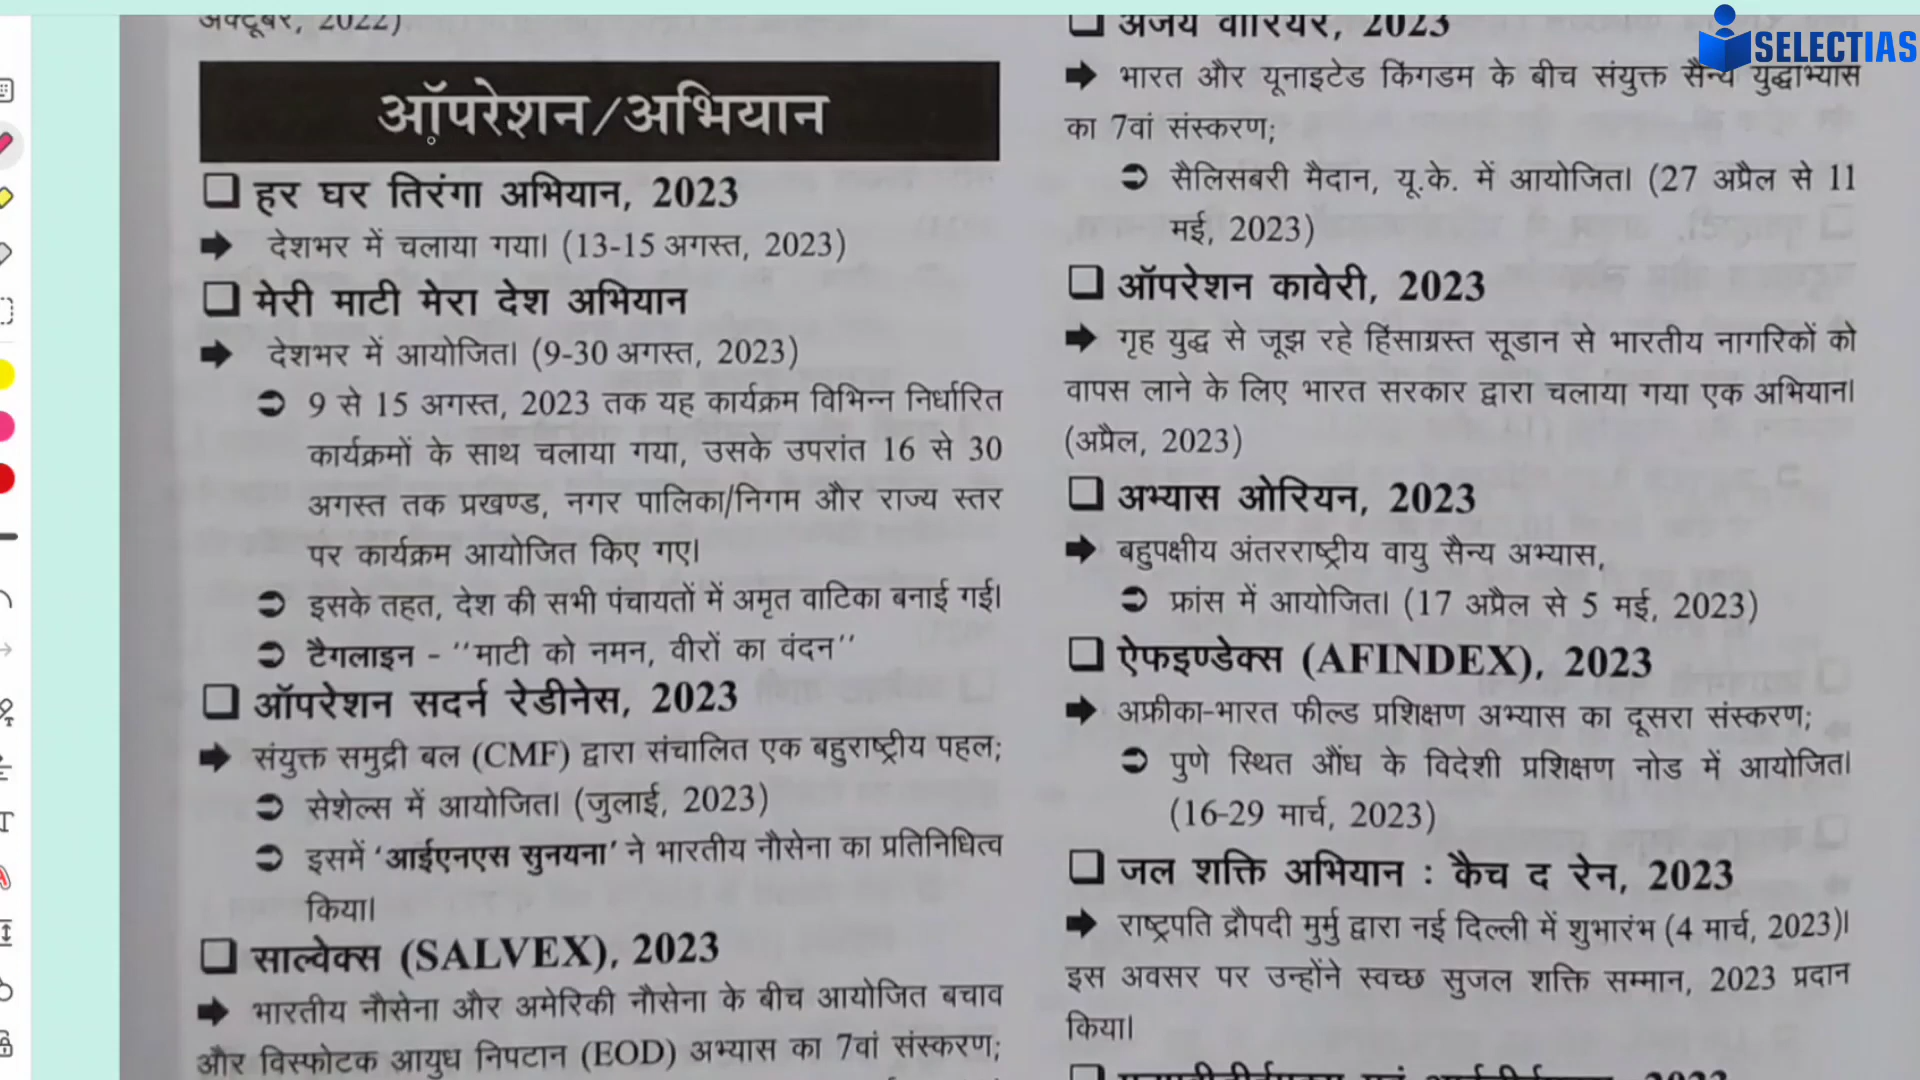 अक्टूबर, 2022)
ऑपरेशन/अभियान
❑ हर घर तिरंगा अभियान, 2023
➡ देशभर में चलाया गया। (13-15 अगस्त, 2023)
❑ मेरी माटी मेरा देश अभियान
➡ देशभर में आयोजित। (9-30 अगस्त, 2023)
➲ 9 से 15 अगस्त, 2023 तक यह कार्यक्रम विभिन्न निर्धारित
कार्यक्रमों के साथ चलाया गया, उसके उपरांत 16 से 30
अगस्त तक प्रखण्ड, नगर पालिका/निगम और राज्य स्तर
पर कार्यक्रम आयोजित किए गए।
➲ इसके तहत, देश की सभी पंचायतों में अमृत वाटिका बनाई गई।
➲ टैगलाइन - ‘‘माटी को नमन, वीरों का वंदन’’
❑ ऑपरेशन सदर्न रेडीनेस, 2023
➡ संयुक्त समुद्री बल (CMF) द्वारा संचालित एक बहुराष्ट्रीय पहल;
➲ सेशेल्स में आयोजित। (जुलाई, 2023)
➲ इसमें ‘आईएनएस सुनयना’ ने भारतीय नौसेना का प्रतिनिधित्व
किया।
❑ साल्वेक्स (SALVEX), 2023
➡ भारतीय नौसेना और अमेरिकी नौसेना के बीच आयोजित बचाव
और विस्फोटक आयुध निपटान (EOD) अभ्यास का 7वां संस्करण;
❑ अजय वॉरियर, 2023
➡ भारत और यूनाइटेड किंगडम के बीच संयुक्त सैन्य युद्धाभ्यास
का 7वां संस्करण;
➲ सैलिसबरी मैदान, यू.के. में आयोजित। (27 अप्रैल से 11
मई, 2023)
❑ ऑपरेशन कावेरी, 2023
➡ गृह युद्ध से जूझ रहे हिंसाग्रस्त सूडान से भारतीय नागरिकों को
वापस लाने के लिए भारत सरकार द्वारा चलाया गया एक अभियान।
(अप्रैल, 2023)
❑ अभ्यास ओरियन, 2023
➡ बहुपक्षीय अंतरराष्ट्रीय वायु सैन्य अभ्यास,
➲ फ्रांस में आयोजित। (17 अप्रैल से 5 मई, 2023)
❑ ऐफइण्डेक्स (AFINDEX), 2023
➡ अफ्रीका-भारत फील्ड प्रशिक्षण अभ्यास का दूसरा संस्करण;
➲ पुणे स्थित औंध के विदेशी प्रशिक्षण नोड में आयोजित।
(16-29 मार्च, 2023)
❑ जल शक्ति अभियान : कैच द रेन, 2023
➡ राष्ट्रपति द्रौपदी मुर्मु द्वारा नई दिल्ली में शुभारंभ (4 मार्च, 2023)।
इस अवसर पर उन्होंने स्वच्छ सुजल शक्ति सम्मान, 2023 प्रदान
किया।
SELECTIAS